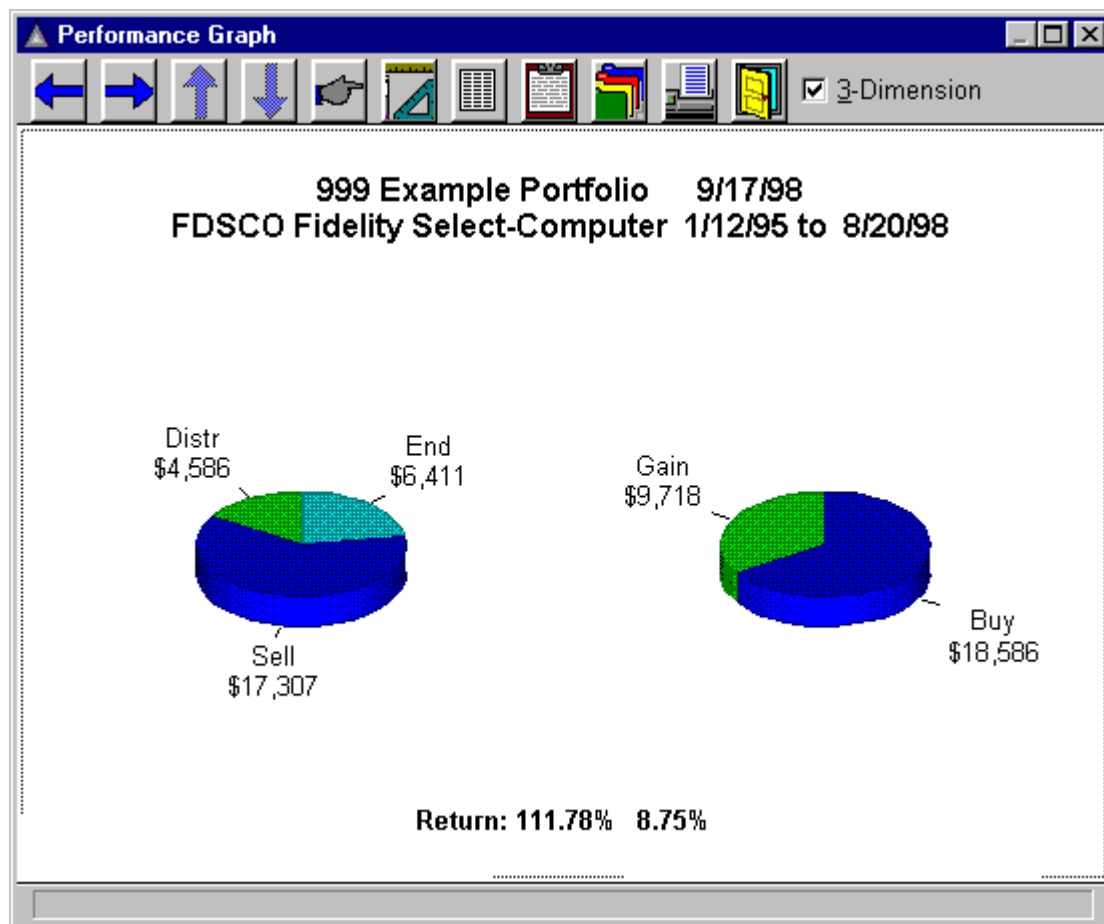 Performance Graph
3-Dimension
999 Example Portfolio 9/17/98
FDSCO Fidelity Select-Computer 1/12/95 to 8/20/98
Distr
$4,586
End
$6,411
Sell
$17,307
Gain
$9,718
Buy
$18,586
Return: 111.78% 8.75%